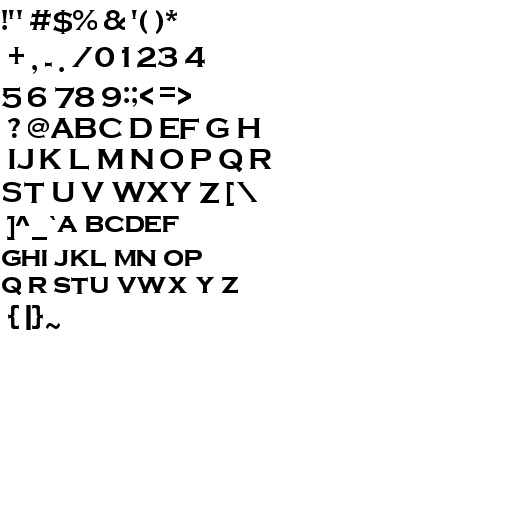 !"#$%&'()*
+,-./01234
56789:;<=>
?@ABCDEFGH
IJKLMNOPQR
STUVWXYZ[\
]^_`ABCDEF
GHIJKLMNOP
QRSTUVWXYZ
{|}~